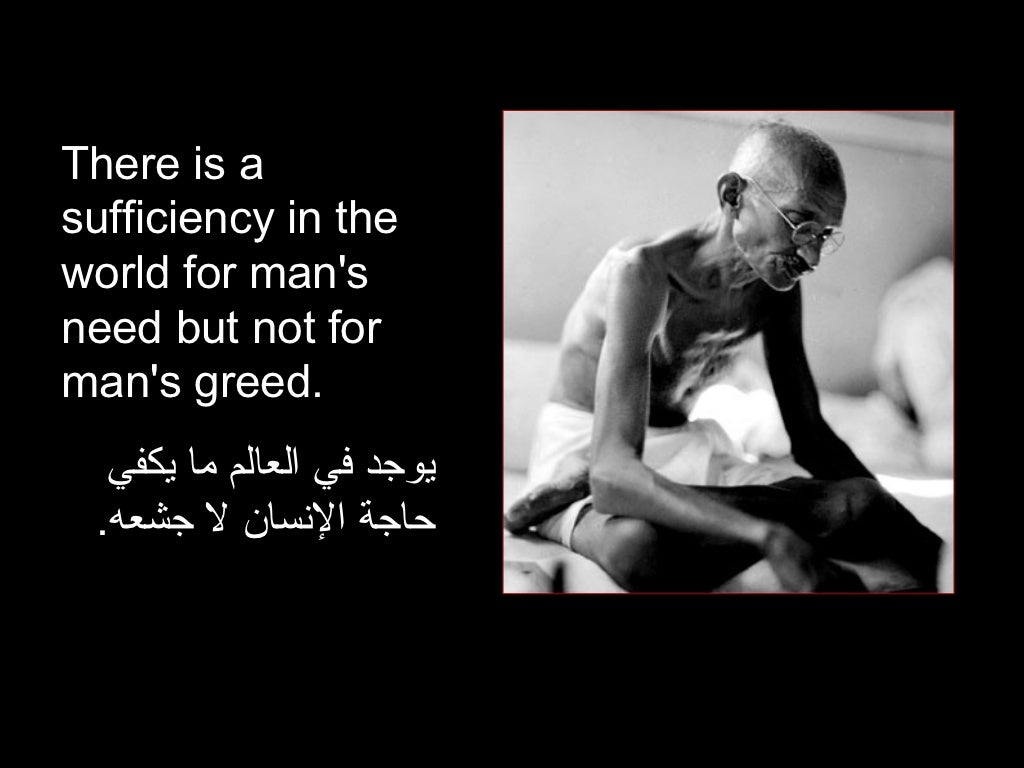 There is a
sufficiency in the
world for man's
need but not for
man's greed.
يوجد في العالم ما يكفي
حاجة الإنسان لا جشعه.